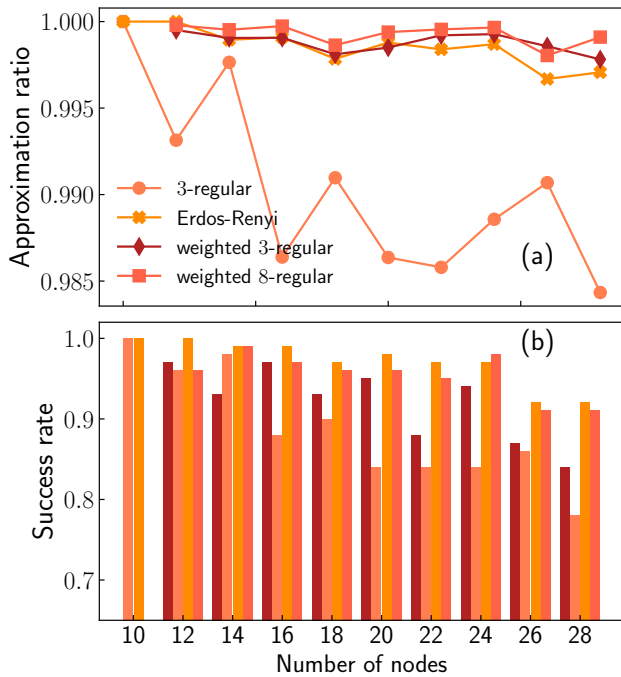 1.000
0.995
0.990
0.985
Approximation ratio
3-regular
Erdos-Renyi
weighted 3-regular
weighted 8-regular
(a)
(b)
1.0
0.9
0.8
0.7
Success rate
10 12 14 16 18 20 22 24 26 28
Number of nodes